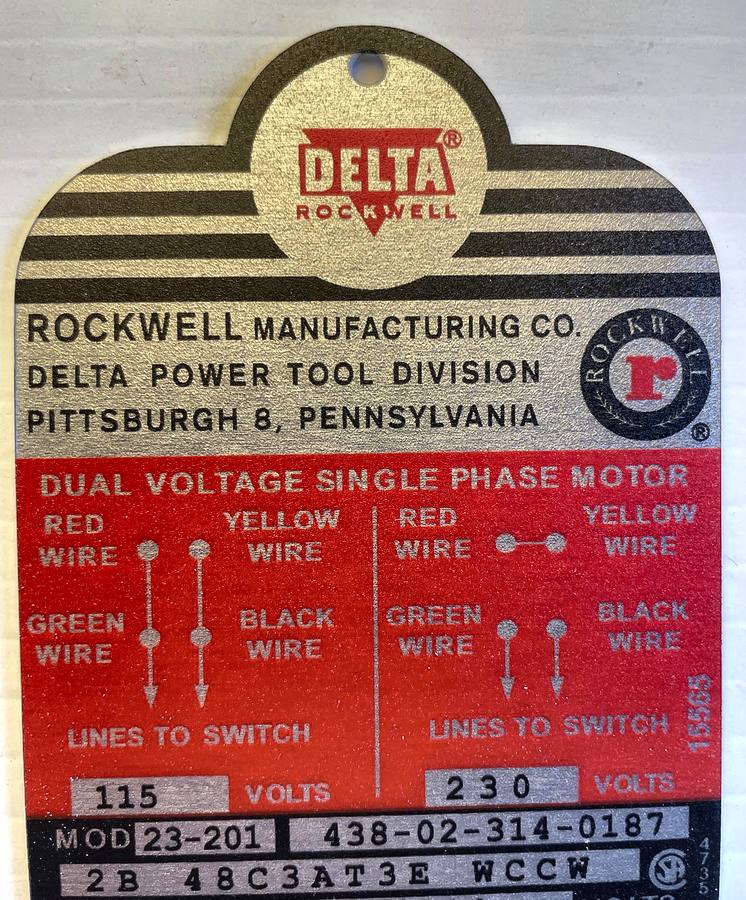 DELTA®
ROCKWELL
ROCKWELL MANUFACTURING CO.
DELTA POWER TOOL DIVISION
PITTSBURGH 8, PENNSYLVANIA
ROCKWELL
r
®
DUAL VOLTAGE SINGLE PHASE MOTOR
RED WIRE
YELLOW WIRE
GREEN WIRE
BLACK WIRE
LINES TO SWITCH
115 VOLTS
RED WIRE
YELLOW WIRE
GREEN WIRE
BLACK WIRE
LINES TO SWITCH
230 VOLTS
15565
MOD 23-201 438-02-314-0187
2B 48C3AT3E WCCW
4735